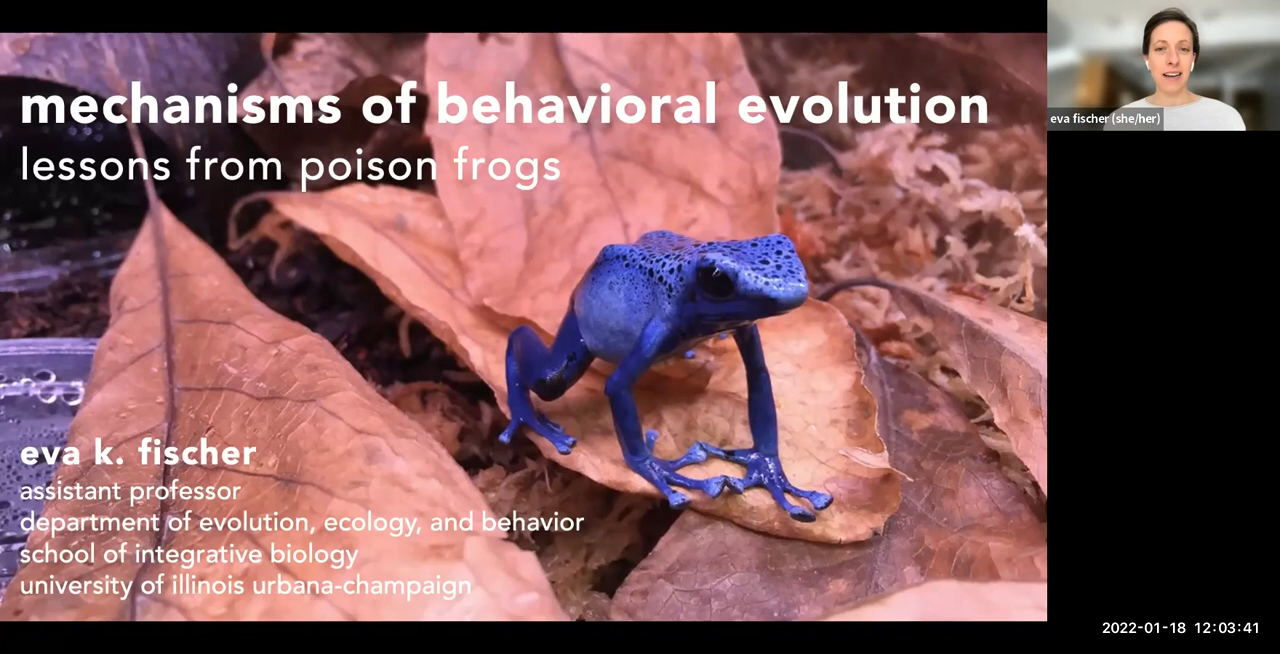 mechanisms of behavioral evolution
lessons from poison frogs
eva k. fischer
assistant professor
department of evolution, ecology, and behavior
school of integrative biology
university of illinois urbana-champaign
eva fischer (she/her)
2022-01-18 12:03:41